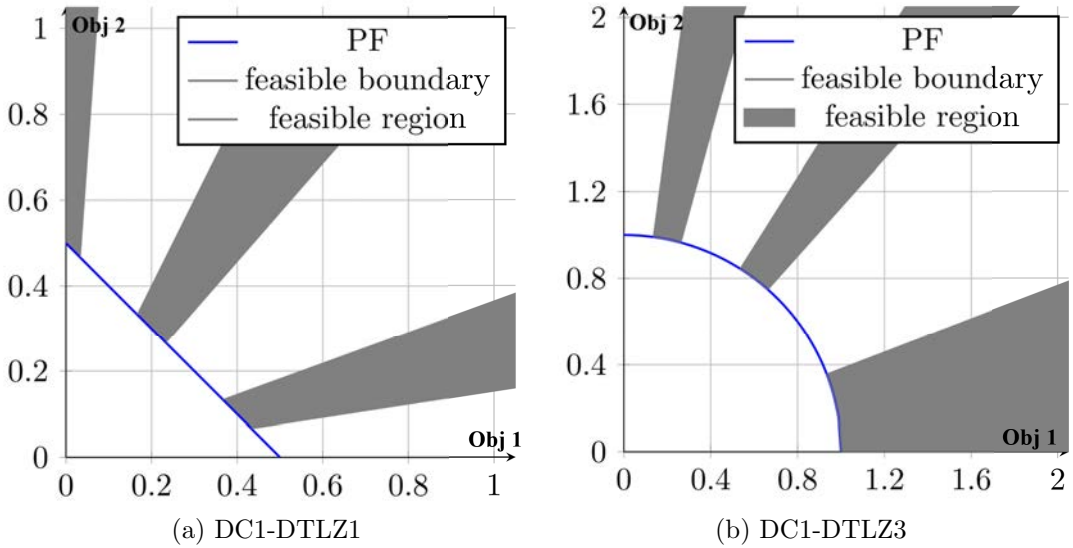 1
0.8
0.6
0.4
0.2
0
0 0.2 0.4 0.6 0.8 1
Obj 2
Obj 1
PF
feasible boundary
feasible region
(a) DC1-DTLZ1
2
1.6
1.2
0.8
0.4
0
0 0.4 0.8 1.2 1.6 2
Obj 2
Obj 1
PF
feasible boundary
feasible region
(b) DC1-DTLZ3